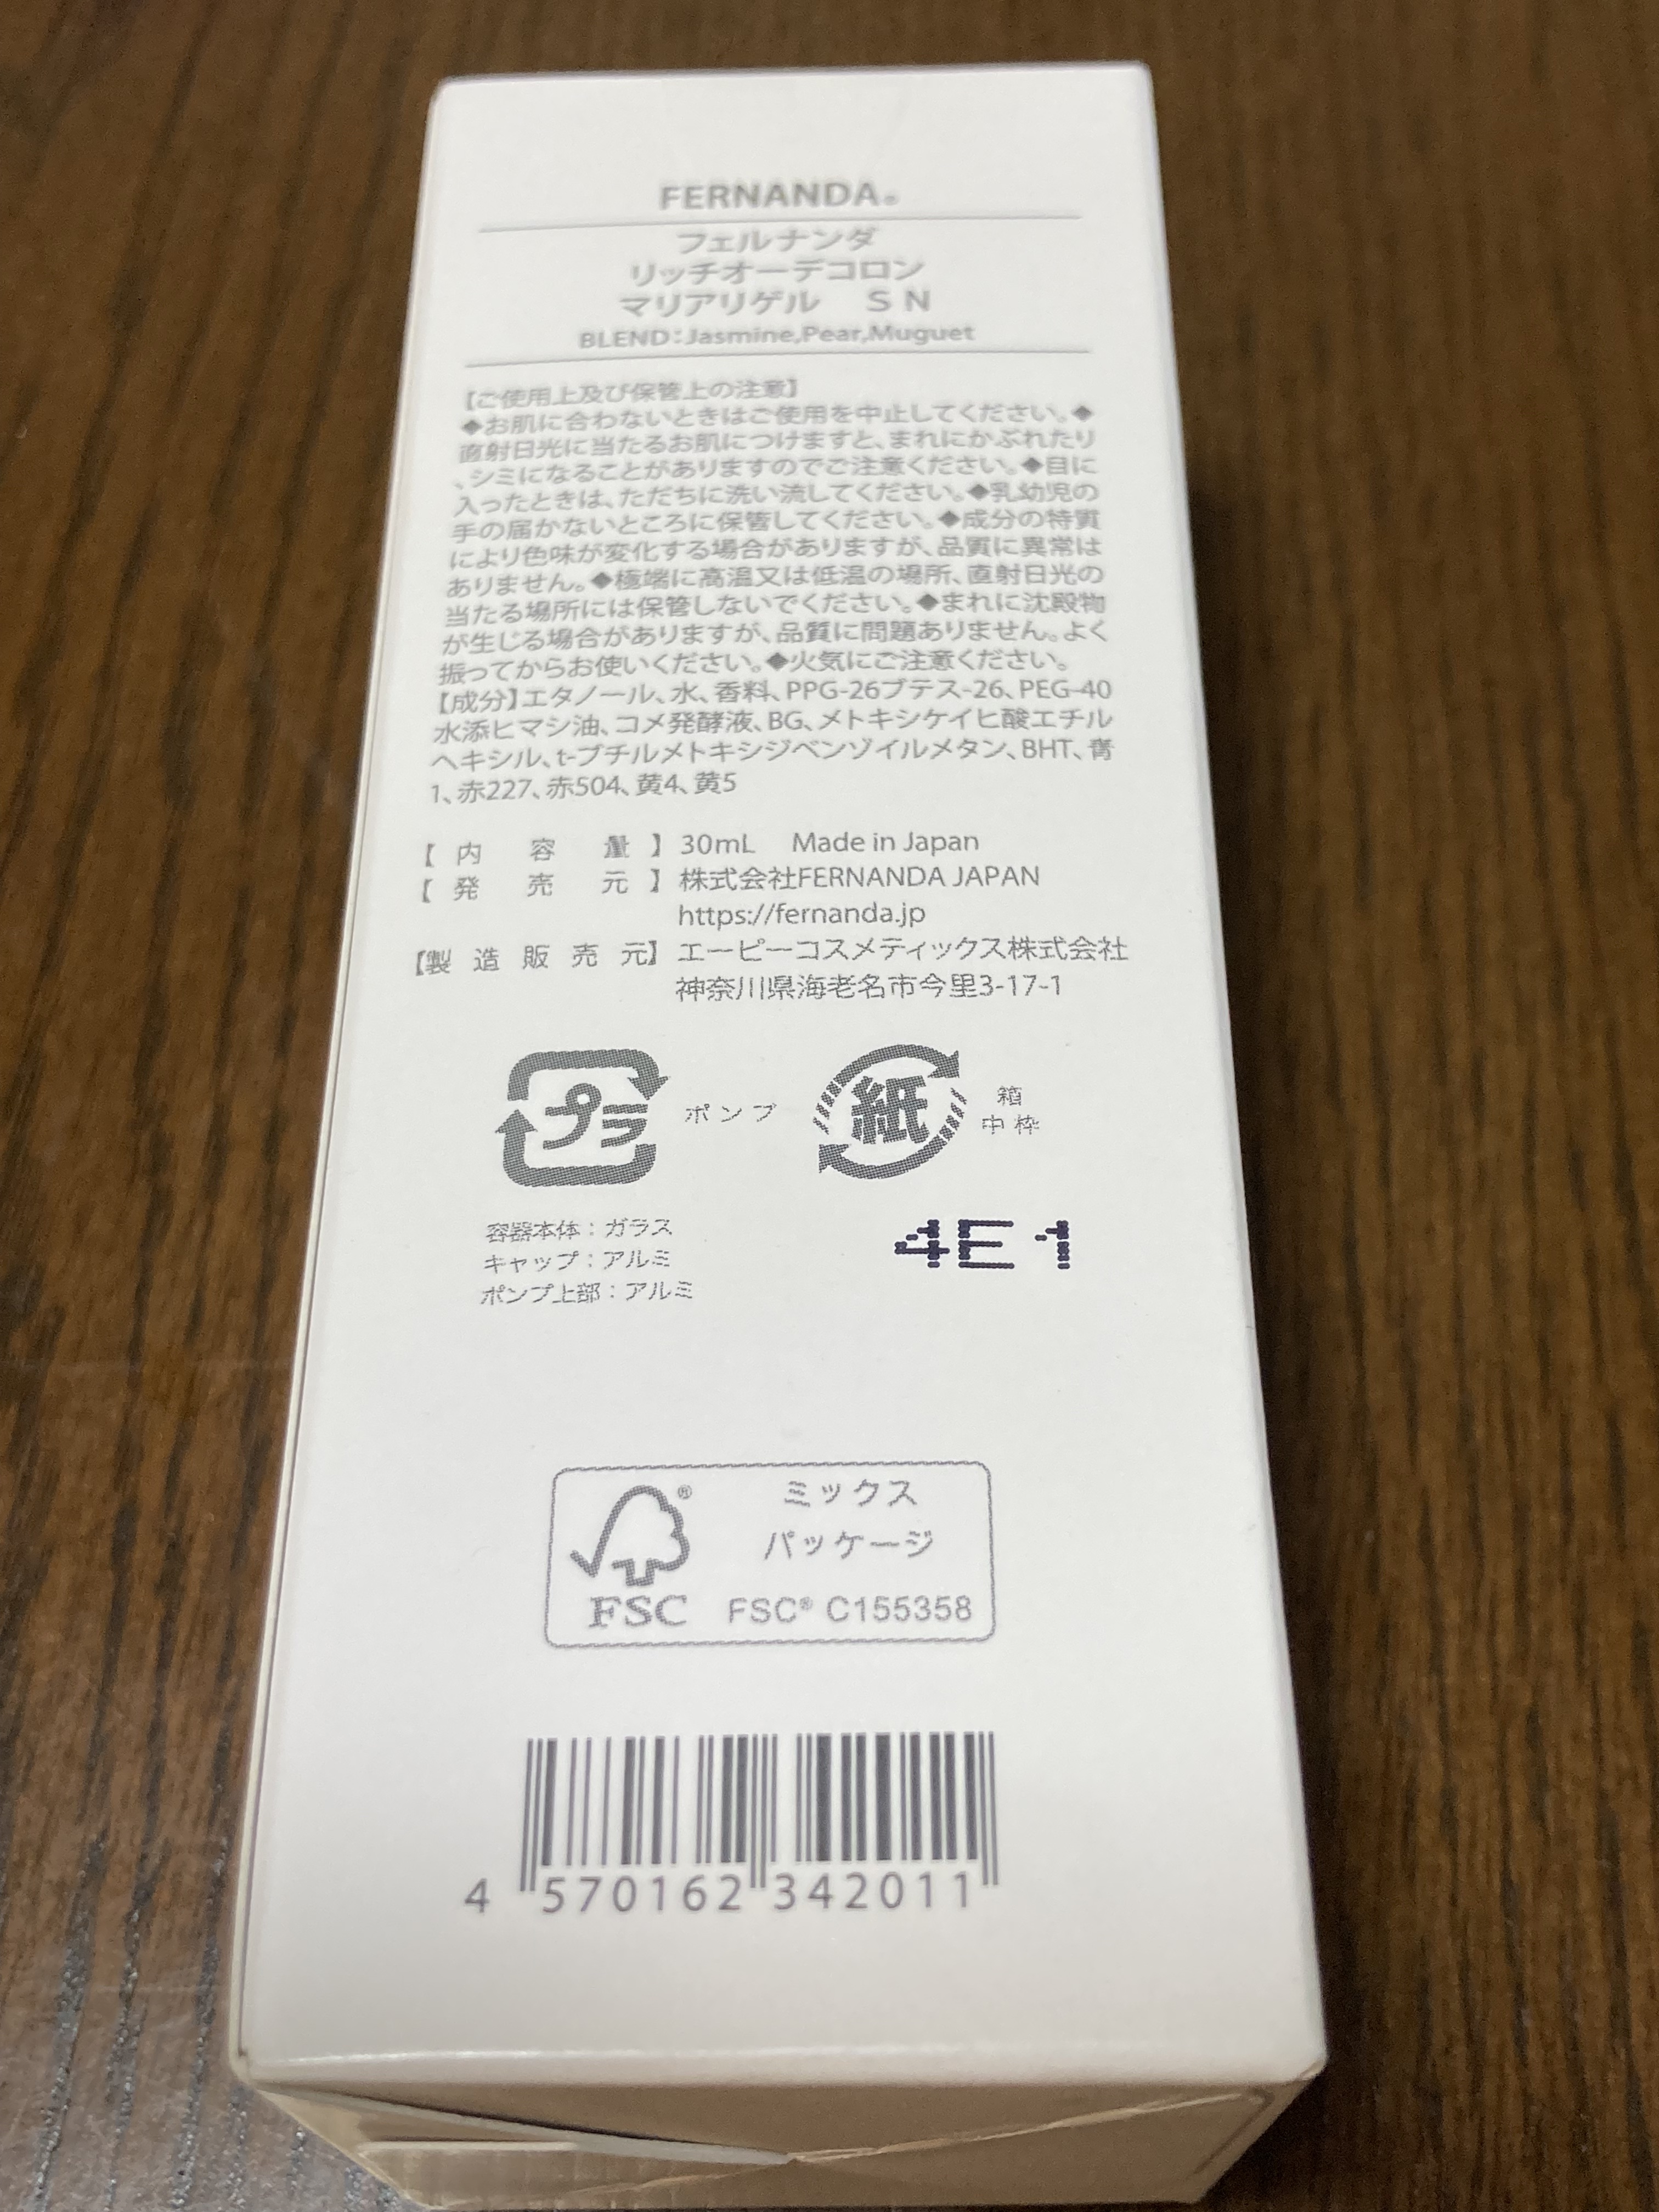 FERNANDA®
フェルナンダ
リッチオーデコロン
マリアリゲル　ＳＮ
BLEND:Jasmine,Pear,Muguet
【ご使用上及び保管上の注意】
◆お肌に合わないときはご使用を中止してください。◆
直射日光に当たるお肌につけますと、まれにかぶれたり
、シミになることがありますのでご注意ください。◆目に
入ったときは、ただちに洗い流してください。◆乳幼児の
手の届かないところに保管してください。◆成分の特質
により色味が変化する場合がありますが、品質に異常は
ありません。◆極端に高温又は低温の場所、直射日光の
当たる場所には保管しないでください。◆まれに沈殿物
が生じる場合がありますが、品質に問題ありません。よく
振ってからお使いください。◆火気にご注意ください。
【成分】エタノール、水、香料、PPG-26ブテス-26、PEG-40
水添ヒマシ油、コメ発酵液、BG、メトキシケイヒ酸エチル
ヘキシル、t-ブチルメトキシジベンゾイルメタン、BHT、青
1、赤227、赤504、黄4、黄5
【内容量】30mL　Made in Japan
【発売元】株式会社FERNANDA JAPAN
https://fernanda.jp
【製造販売元】エーピーコスメティックス株式会社
神奈川県海老名市今里3-17-1
プラ ポンプ 紙 箱
中枠
容器本体：ガラス
キャップ：アルミ
ポンプ上部：アルミ
4E1
ミックス
パッケージ
FSC® C155358
®
FSC
4 570162 342011